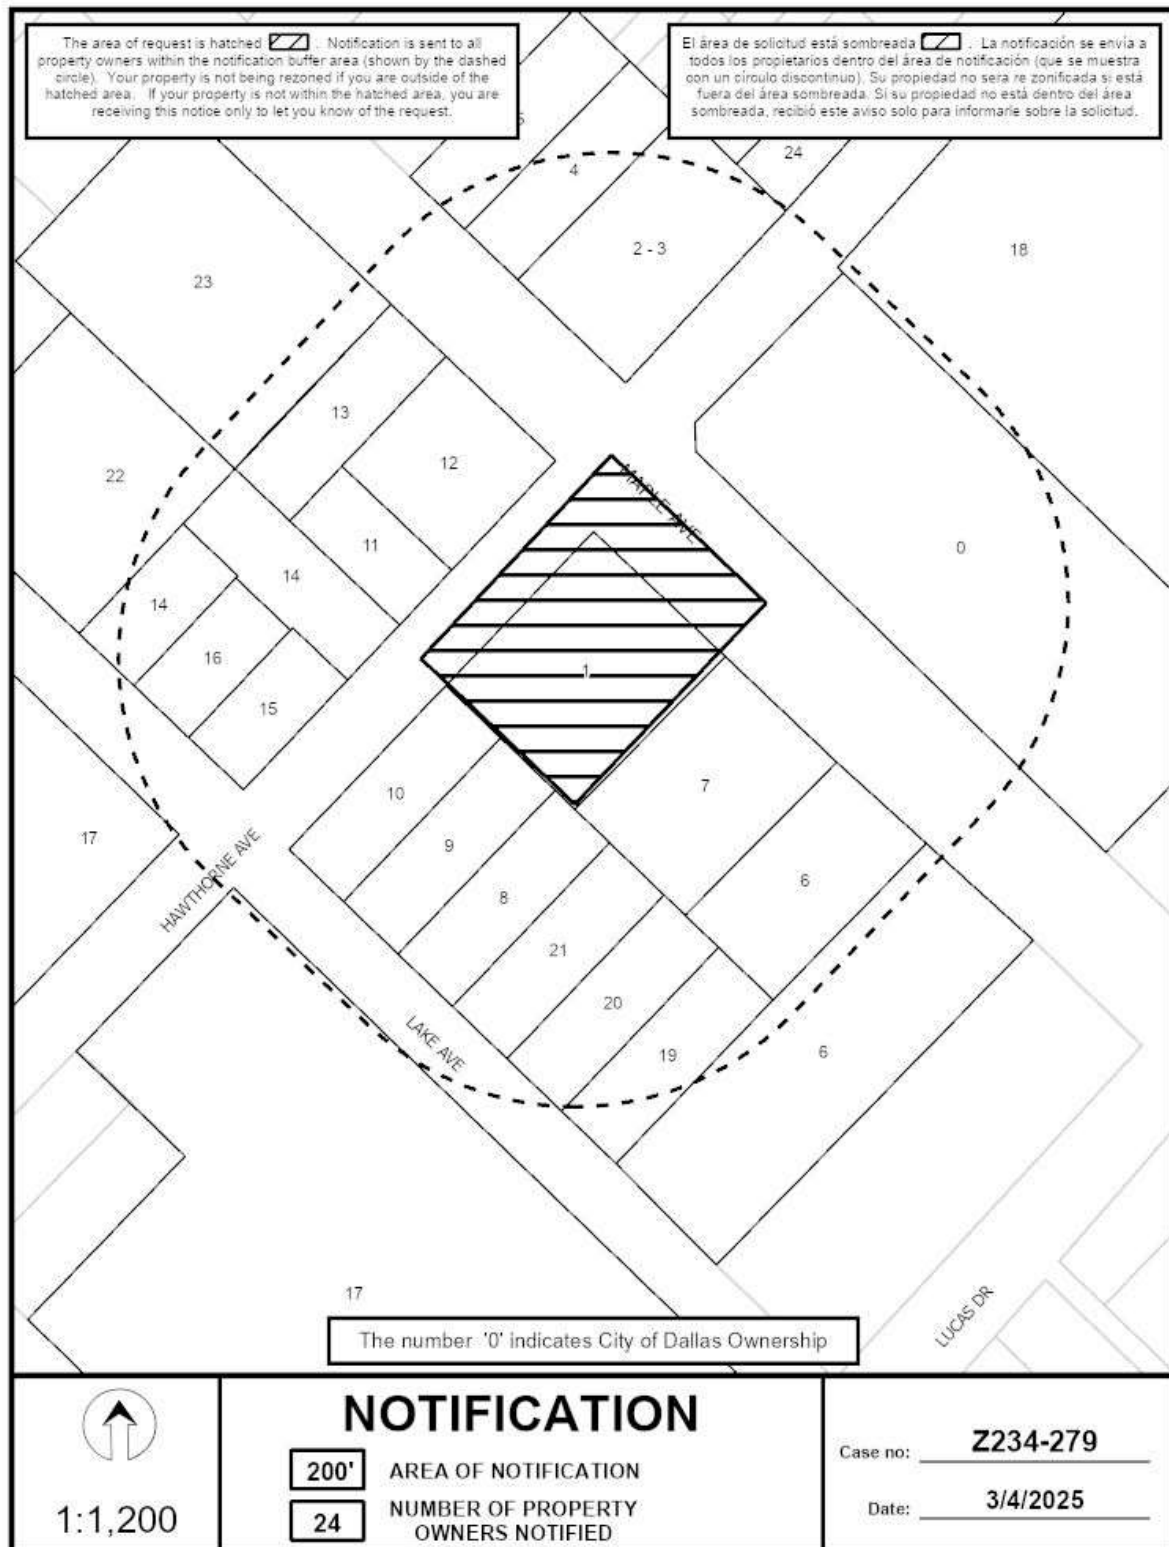 The area of request is hatched . Notification is sent to all
property owners within the notification buffer area (shown by the dashed
circle). Your property is not being rezoned if you are outside of the
hatched area. If your property is not within the hatched area, you are
receiving this notice only to let you know of the request.
El área de solicitud está sombreada . La notificación se envía a
todos los propietarios dentro del área de notificación (que se muestra
con un círculo discontinuo). Su propiedad no sera re zonificada si está
fuera del área sombreada. Si su propiedad no está dentro del área
sombreada, recibió este aviso solo para informarle sobre la solicitud.
24
4
2 - 3
18
23
13
12
22
MAPLE AVE
11
0
14
14
16
1
15
7
10
17
9
6
HAWTHORNE AVE
8
21
20
LAKE AVE
19
6
17
LUCAS DR
The number '0' indicates City of Dallas Ownership
1:1,200
NOTIFICATION
200' AREA OF NOTIFICATION
24 NUMBER OF PROPERTY
OWNERS NOTIFIED
Case no: Z234-279
Date: 3/4/2025